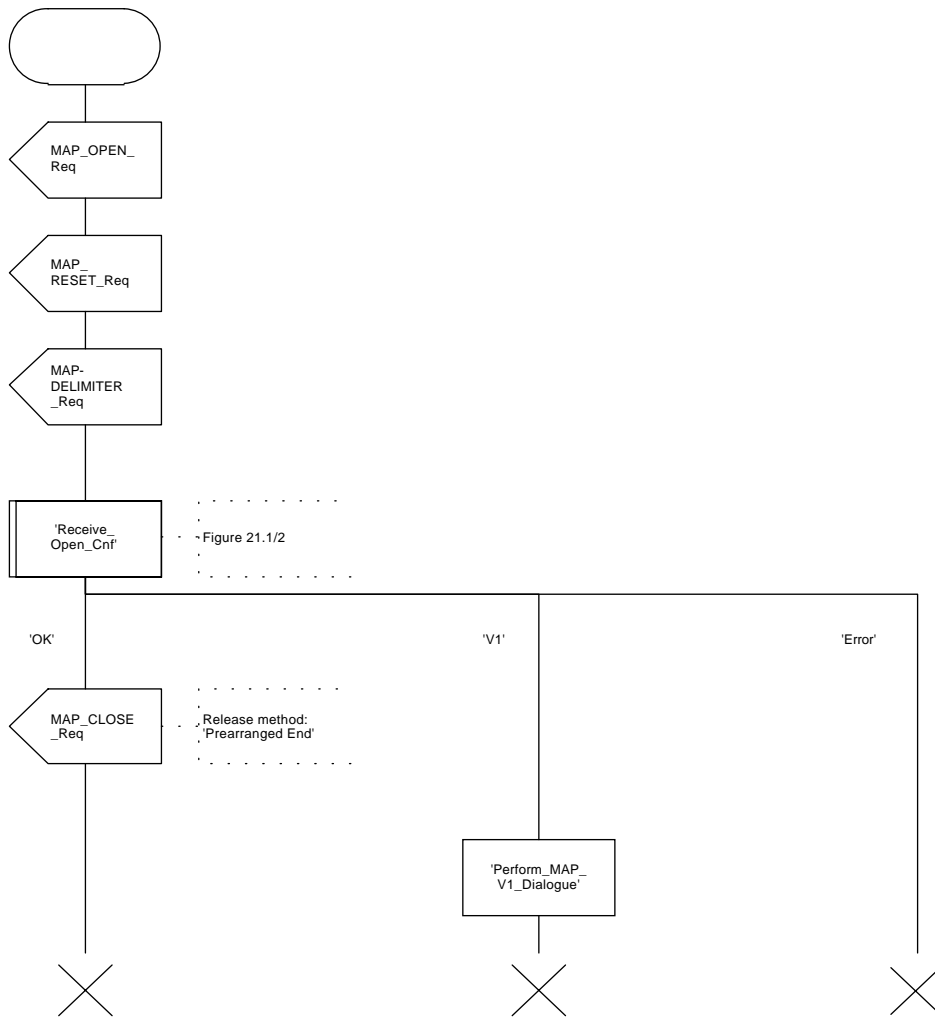 MAP_OPEN_
Req
MAP_
RESET_Req
MAP-
DELIMITER
_Req
'Receive_
Open_Cnf'
Figure 21.1/2
'OK'
'V1'
'Error'
MAP_CLOSE
_Req
Release method:
'Prearranged End'
'Perform_MAP_
V1_Dialogue'